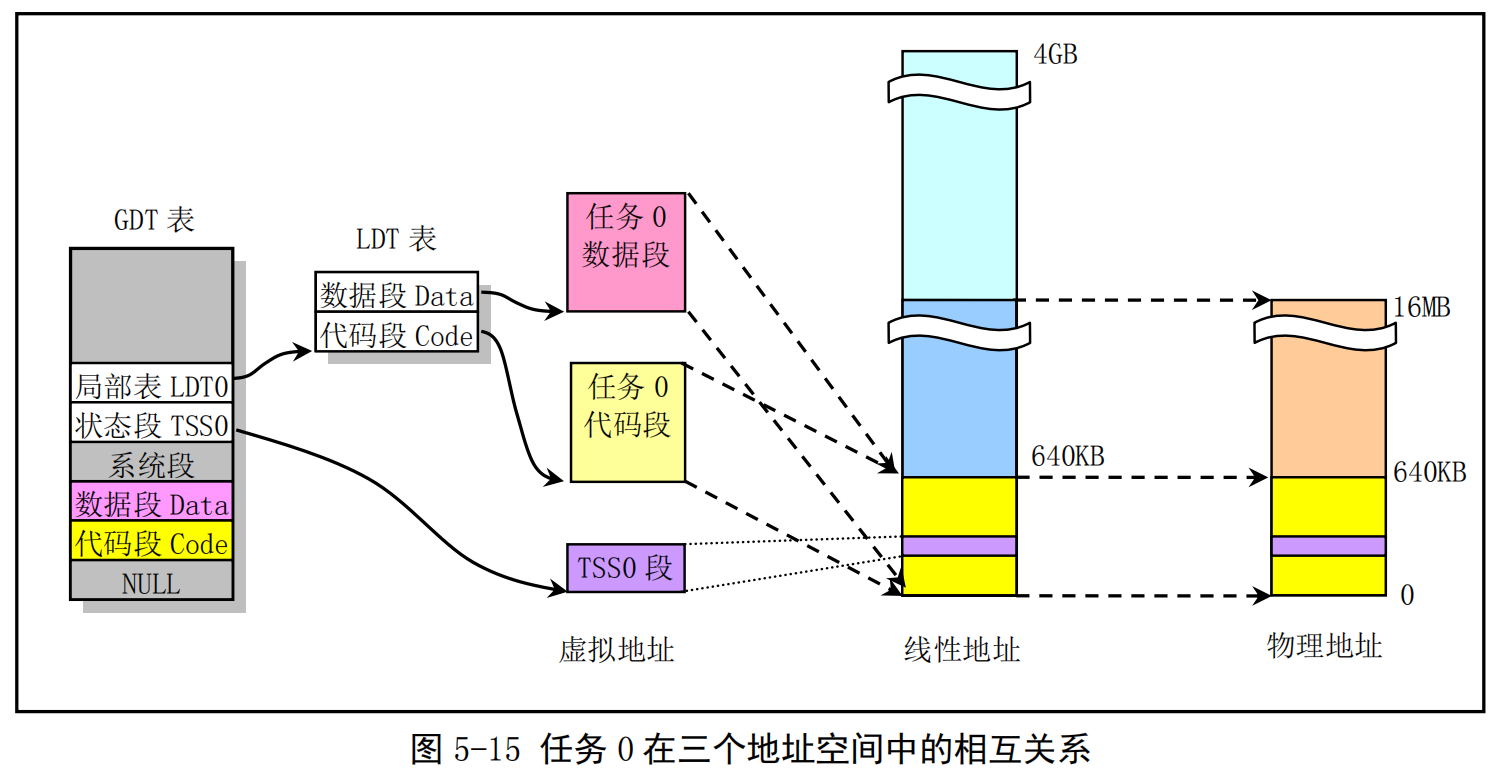 GDT 表
局部表 LDT0
状态段 TSS0
系统段
数据段 Data
代码段 Code
NULL
LDT 表
数据段 Data
代码段 Code
任务 0
数据段
任务 0
代码段
TSS0 段
虚拟地址
4GB
640KB
线性地址
16MB
640KB
0
物理地址
图 5-15 任务 0 在三个地址空间中的相互关系